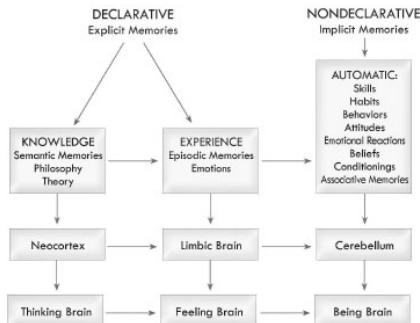 DECLARATIVE
Explicit Memories
NONDECLARATIVE
Implicit Memories
AUTOMATIC:
Skills
Habits
Behaviors
Attitudes
Emotional Reactions
Beliefs
Conditionings
Associative Memories
KNOWLEDGE
Semantic Memories
Philosophy
Theory
EXPERIENCE
Episodic Memories
Emotions
Neocortex
Limbic Brain
Cerebellum
Thinking Brain
Feeling Brain
Being Brain